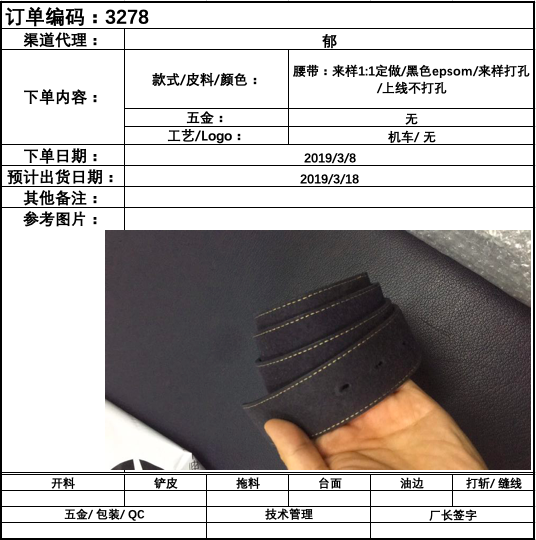 订单编码：3278
渠道代理：
郁
下单内容：
款式/皮料/颜色：
腰带：来样1:1定做/黑色epsom/来样打孔
/上线不打孔
五金：
无
工艺/Logo：
机车/ 无
下单日期：
2019/3/8
预计出货日期：
2019/3/18
其他备注：
参考图片：
开料
铲皮
拖料
台面
油边
打斩/ 缝线
五金/ 包装/ QC
技术管理
厂长签字